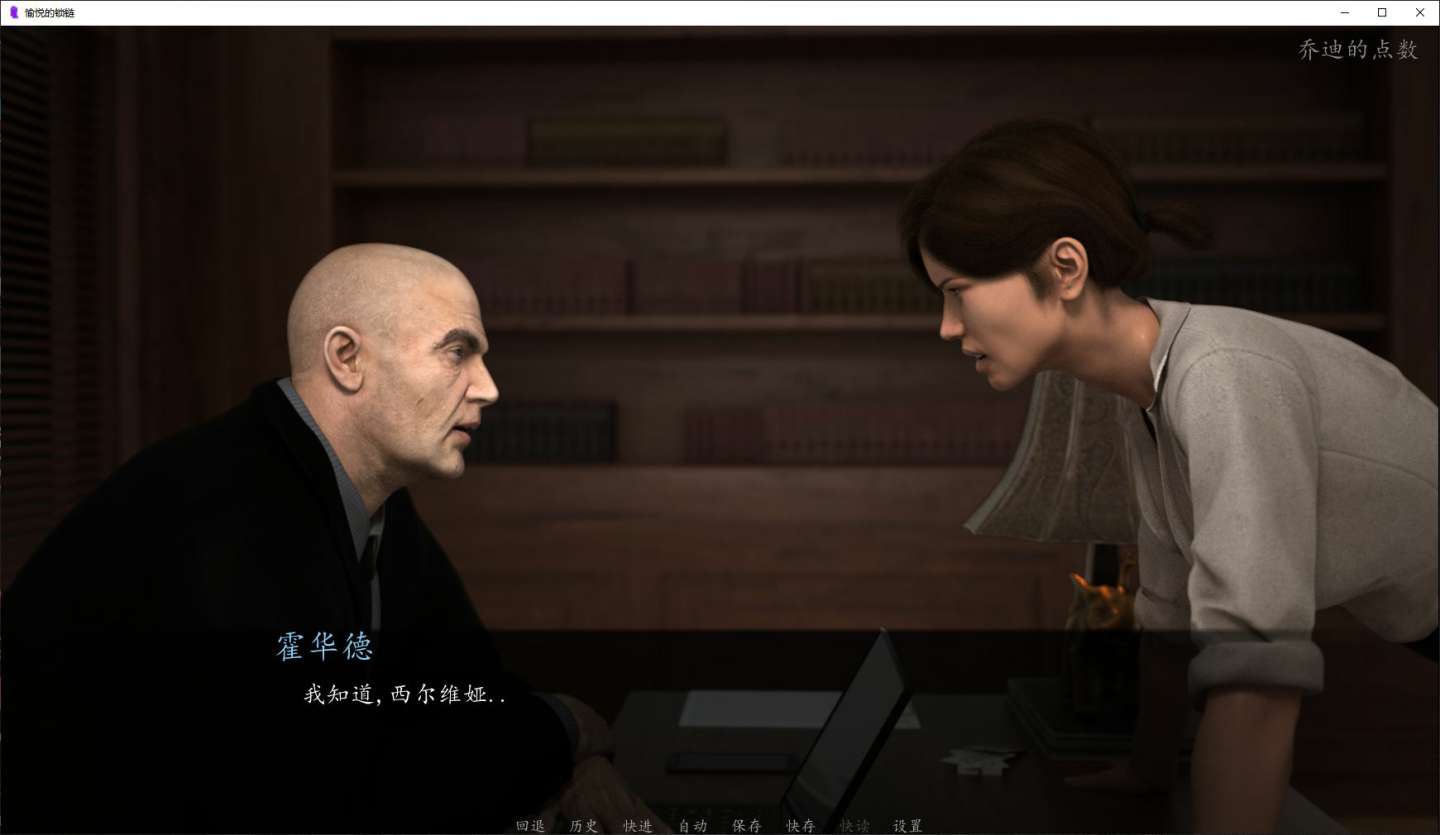 愉悦的锁链
乔迪的点数
霍华德
我知道,西尔维娅..
回退 历史 快进 自动 保存 快存 快读 设置